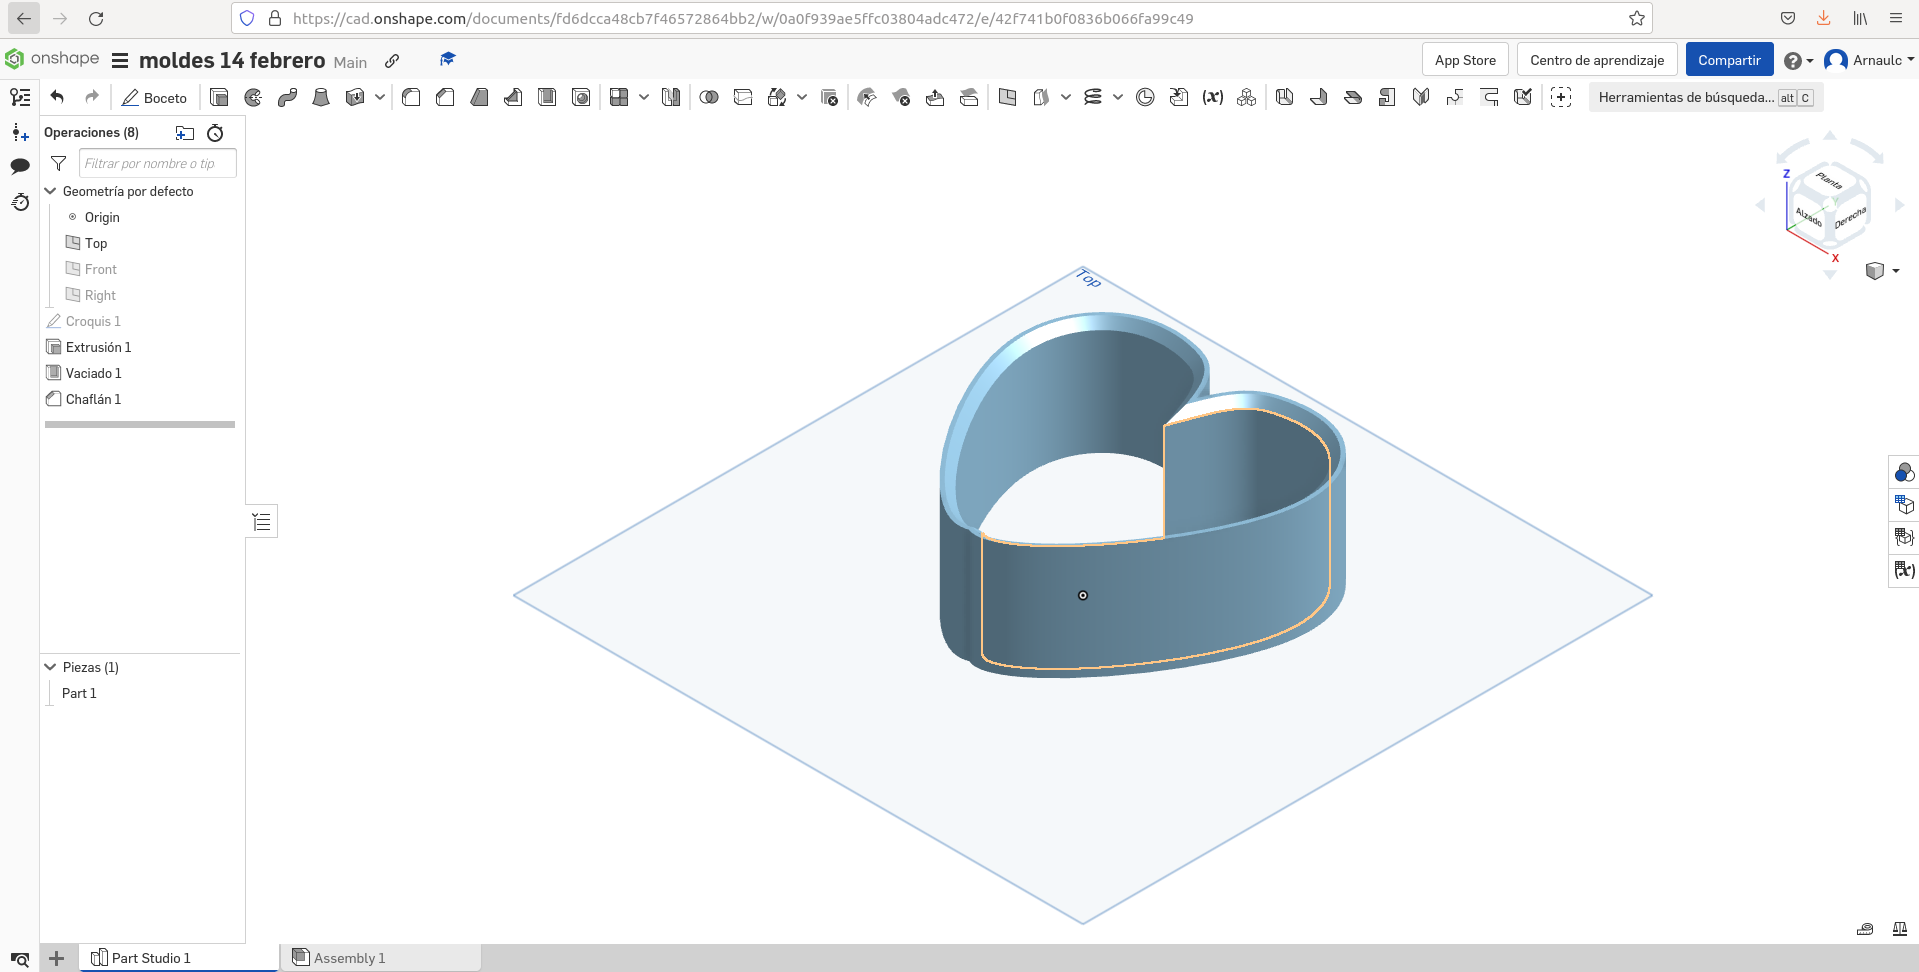 https://cad.onshape.com/documents/fd6dcca48cb7f46572864bb2/w/0a0f939ae5ffc03804adc472/e/42f741b0f0836b066fa99c49
onshape moldes 14 febrero Main App Store Centro de aprendizaje Compartir ? Arnaulc
Boceto (x) Herramientas de búsqueda... alt C
Operaciones (8)
Filtrar por nombre o tip
Geometría por defecto
Origin
Top
Front
Right
Croquis 1
Extrusión 1
Vaciado 1
Chaflán 1
Piezas (1)
Part 1
Top
Z
Planta
Alzado
Derecha
X
(x)
Part Studio 1
Assembly 1